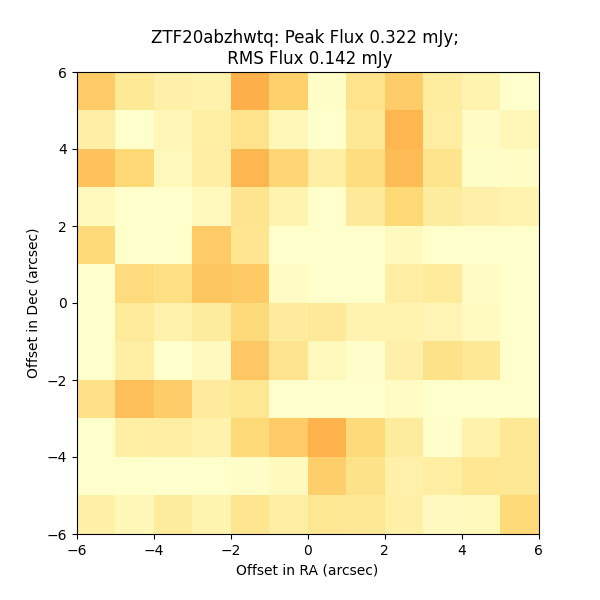 ZTF20abzhwtq: Peak Flux 0.322 mJy;
RMS Flux 0.142 mJy
6
4
2
0
−2
−4
−6
Offset in Dec (arcsec)
−6 −4 −2 0 2 4 6
Offset in RA (arcsec)